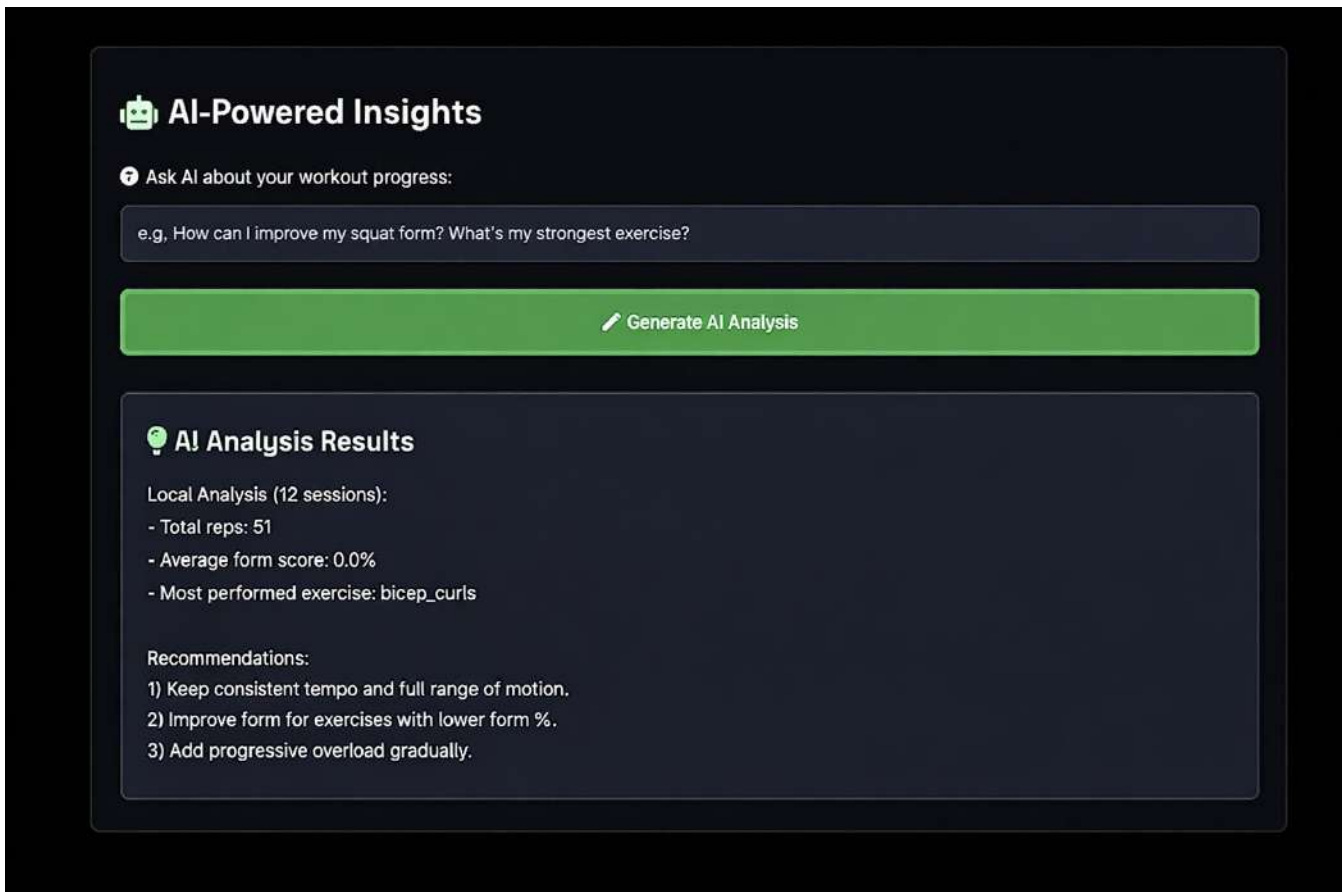 AI-Powered Insights
Ask AI about your workout progress:
e.g, How can I improve my squat form? What's my strongest exercise?
Generate AI Analysis
AI Analysis Results
Local Analysis (12 sessions):
- Total reps: 51
- Average form score: 0.0%
- Most performed exercise: bicep_curls
Recommendations:
1) Keep consistent tempo and full range of motion.
2) Improve form for exercises with lower form %.
3) Add progressive overload gradually.